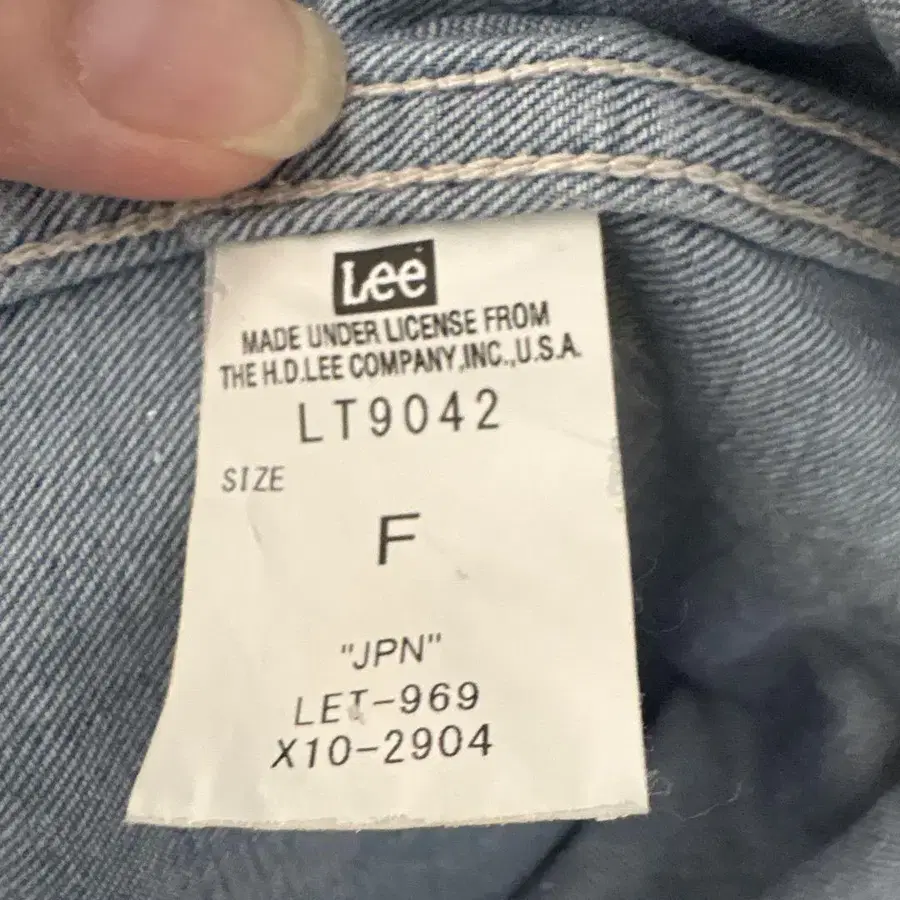 Lee
MADE UNDER LICENSE FROM
THE H.D.LEE COMPANY,INC.,U.S.A.
LT9042
SIZE
F
"JPN"
LET-969
X10-2904